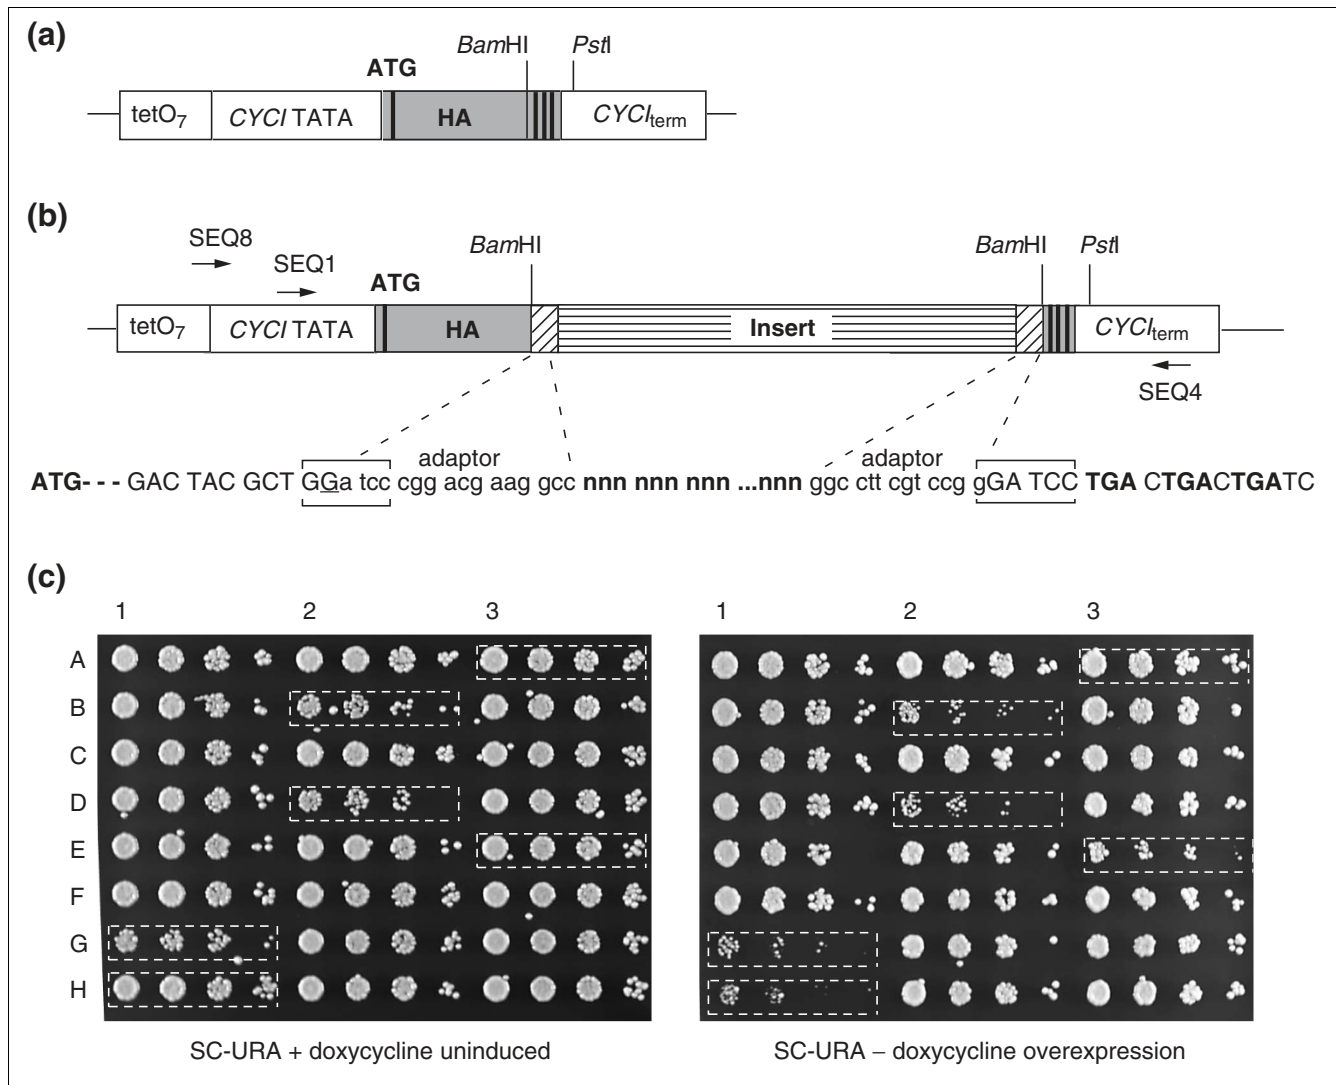 (a)
BamHI PstI
ATG
tetO7 CYCI TATA HA CYCIterm
(b)
SEQ8
SEQ1
BamHI BamHI PstI
ATG
tetO7 CYCI TATA HA Insert CYCIterm
SEQ4
adaptor adaptor
ATG- - - GAC TAC GCT GGa tcc cgg acg aag gcc nnn nnn nnn ...nnn ggc ctt cgt ccg gGA TCC TGA CTGACTGATC
(c)
1 2 3 1 2 3
A
B
C
D
E
F
G
H
SC-URA + doxycycline uninduced SC-URA – doxycycline overexpression